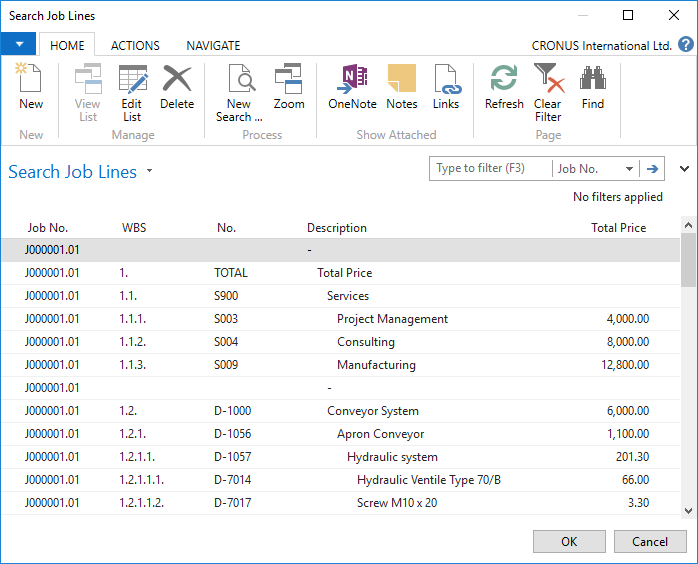 Search Job Lines
HOME ACTIONS NAVIGATE CRONUS International Ltd. ?
New View List Edit List Delete New Search ... Zoom OneNote Notes Links Refresh Clear Filter Find
New Manage Process Show Attached Page
Search Job Lines Type to filter (F3) Job No.
No filters applied
Job No. WBS No. Description Total Price
J000001.01 -
J000001.01 1. TOTAL Total Price
J000001.01 1.1. S900 Services
J000001.01 1.1.1. S003 Project Management 4,000.00
J000001.01 1.1.2. S004 Consulting 8,000.00
J000001.01 1.1.3. S009 Manufacturing 12,800.00
J000001.01 -
J000001.01 1.2. D-1000 Conveyor System 6,000.00
J000001.01 1.2.1. D-1056 Apron Conveyor 1,100.00
J000001.01 1.2.1.1. D-1057 Hydraulic system 201.30
J000001.01 1.2.1.1.1. D-7014 Hydraulic Ventile Type 70/B 66.00
J000001.01 1.2.1.1.2. D-7017 Screw M10 x 20 3.30
OK Cancel